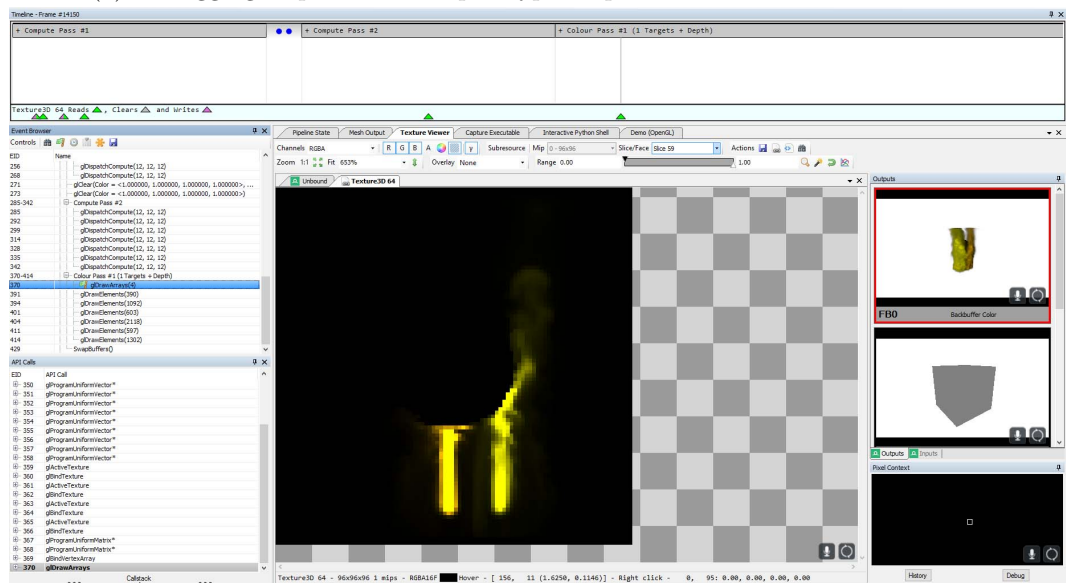 Timeline - Frame #14150
+ Compute Pass #1
+ Compute Pass #2
+ Colour Pass #1 (1 Targets + Depth)
Texture3D 64 Reads , Clears and Writes
Event Browser
Controls
EID Name
256 glDispatchCompute(12, 12, 12)
268 glDispatchCompute(12, 12, 12)
271 glClear(Color = <1.000000, 1.000000, 1.000000, 1.000000>, ...
273 glClear(Color = <1.000000, 1.000000, 1.000000, 1.000000>)
285-342 Compute Pass #2
285 glDispatchCompute(12, 12, 12)
292 glDispatchCompute(12, 12, 12)
299 glDispatchCompute(12, 12, 12)
314 glDispatchCompute(12, 12, 12)
328 glDispatchCompute(12, 12, 12)
335 glDispatchCompute(12, 12, 12)
342 glDispatchCompute(12, 12, 12)
370-414 Colour Pass #1 (1 Targets + Depth)
370 glDrawArrays(4)
391 glDrawElements(390)
394 glDrawElements(1092)
401 glDrawElements(603)
404 glDrawElements(2118)
411 glDrawElements(597)
414 glDrawElements(1302)
429 SwapBuffers()
API Calls
EID API Call
350 glProgramUniformVector*
351 glProgramUniformVector*
352 glProgramUniformVector*
353 glProgramUniformVector*
354 glProgramUniformVector*
355 glProgramUniformVector*
356 glProgramUniformVector*
357 glProgramUniformVector*
358 glProgramUniformVector*
359 glActiveTexture
360 glBindTexture
361 glActiveTexture
362 glBindTexture
363 glActiveTexture
364 glBindTexture
365 glActiveTexture
366 glBindTexture
367 glProgramUniformMatrix*
368 glProgramUniformMatrix*
369 glBindVertexArray
370 glDrawArrays
Callstack
Pipeline State Mesh Output Texture Viewer Capture Executable Interactive Python Shell Demo (OpenGL)
Channels RGBA R G B A γ Subresource Mip 0 - 96x96 Slice/Face Slice 59 Actions
Zoom 1:1 Fit 653% Overlay None Range 0.00 1.00
Unbound Texture3D 64
Texture3D 64 - 96x96x96 1 mips - RGBA16F Hover - [ 156, 11 (1.6250, 0.1146)] - Right click - 0, 95: 0.00, 0.00, 0.00, 0.00
Outputs
FB0 Backbuffer Color
Outputs Inputs
Pixel Context
History Debug